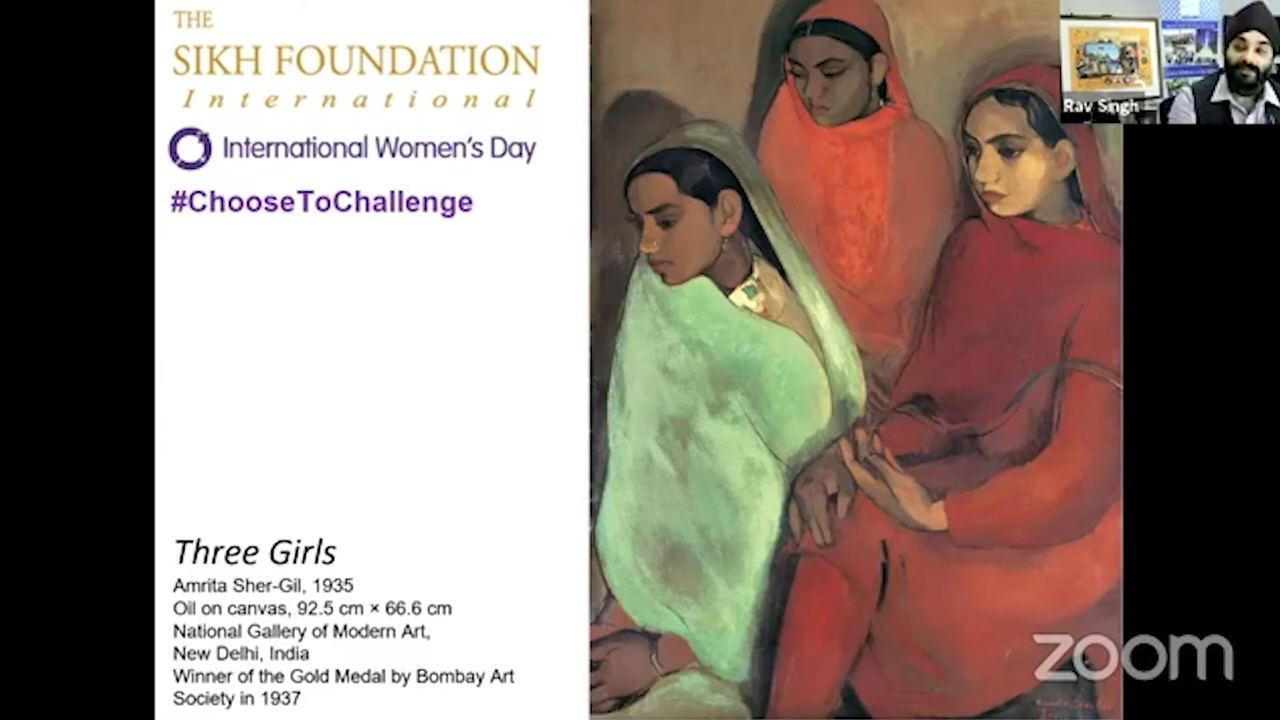 THE
SIKH FOUNDATION
International
International Women's Day
#ChooseToChallenge
Three Girls
Amrita Sher-Gil, 1935
Oil on canvas, 92.5 cm × 66.6 cm
National Gallery of Modern Art,
New Delhi, India
Winner of the Gold Medal by Bombay Art
Society in 1937
Rav Singh
zoom